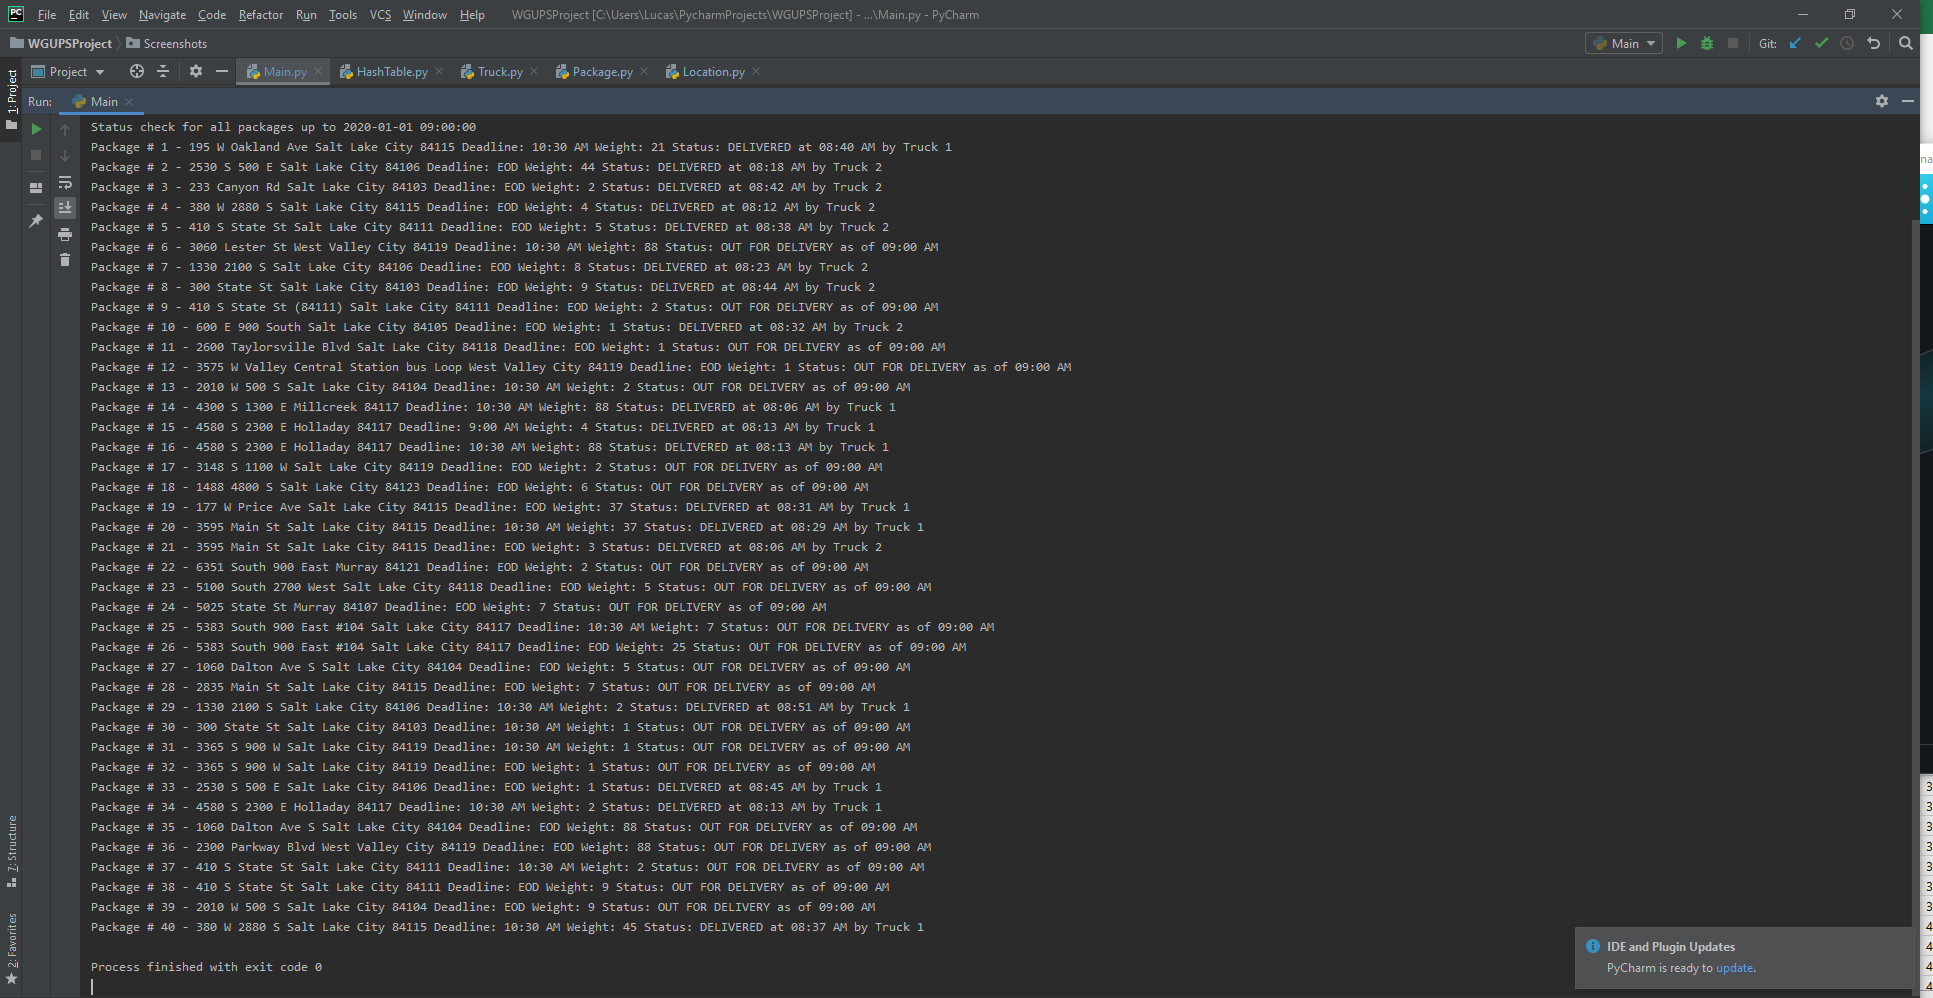 File Edit View Navigate Code Refactor Run Tools VCS Window Help WGUPSProject [C:\Users\Lucas\PycharmProjects\WGUPSProject] - ...\Main.py - PyCharm
WGUPSProject Screenshots Main Git:
Project Main.py HashTable.py Truck.py Package.py Location.py
1: Project
Run: Main
Status check for all packages up to 2020-01-01 09:00:00
Package # 1 - 195 W Oakland Ave Salt Lake City 84115 Deadline: 10:30 AM Weight: 21 Status: DELIVERED at 08:40 AM by Truck 1
Package # 2 - 2530 S 500 E Salt Lake City 84106 Deadline: EOD Weight: 44 Status: DELIVERED at 08:18 AM by Truck 2
Package # 3 - 233 Canyon Rd Salt Lake City 84103 Deadline: EOD Weight: 2 Status: DELIVERED at 08:42 AM by Truck 2
Package # 4 - 380 W 2880 S Salt Lake City 84115 Deadline: EOD Weight: 4 Status: DELIVERED at 08:12 AM by Truck 2
Package # 5 - 410 S State St Salt Lake City 84111 Deadline: EOD Weight: 5 Status: DELIVERED at 08:38 AM by Truck 2
Package # 6 - 3060 Lester St West Valley City 84119 Deadline: 10:30 AM Weight: 88 Status: OUT FOR DELIVERY as of 09:00 AM
Package # 7 - 1330 2100 S Salt Lake City 84106 Deadline: EOD Weight: 8 Status: DELIVERED at 08:23 AM by Truck 2
Package # 8 - 300 State St Salt Lake City 84103 Deadline: EOD Weight: 9 Status: DELIVERED at 08:44 AM by Truck 2
Package # 9 - 410 S State St (84111) Salt Lake City 84111 Deadline: EOD Weight: 2 Status: OUT FOR DELIVERY as of 09:00 AM
Package # 10 - 600 E 900 South Salt Lake City 84105 Deadline: EOD Weight: 1 Status: DELIVERED at 08:32 AM by Truck 2
Package # 11 - 2600 Taylorsville Blvd Salt Lake City 84118 Deadline: EOD Weight: 1 Status: OUT FOR DELIVERY as of 09:00 AM
Package # 12 - 3575 W Valley Central Station bus Loop West Valley City 84119 Deadline: EOD Weight: 1 Status: OUT FOR DELIVERY as of 09:00 AM
Package # 13 - 2010 W 500 S Salt Lake City 84104 Deadline: 10:30 AM Weight: 2 Status: OUT FOR DELIVERY as of 09:00 AM
Package # 14 - 4300 S 1300 E Millcreek 84117 Deadline: 10:30 AM Weight: 88 Status: DELIVERED at 08:06 AM by Truck 1
Package # 15 - 4580 S 2300 E Holladay 84117 Deadline: 9:00 AM Weight: 4 Status: DELIVERED at 08:13 AM by Truck 1
Package # 16 - 4580 S 2300 E Holladay 84117 Deadline: 10:30 AM Weight: 88 Status: DELIVERED at 08:13 AM by Truck 1
Package # 17 - 3148 S 1100 W Salt Lake City 84119 Deadline: EOD Weight: 2 Status: OUT FOR DELIVERY as of 09:00 AM
Package # 18 - 1488 4800 S Salt Lake City 84123 Deadline: EOD Weight: 6 Status: OUT FOR DELIVERY as of 09:00 AM
Package # 19 - 177 W Price Ave Salt Lake City 84115 Deadline: EOD Weight: 37 Status: DELIVERED at 08:31 AM by Truck 1
Package # 20 - 3595 Main St Salt Lake City 84115 Deadline: 10:30 AM Weight: 37 Status: DELIVERED at 08:29 AM by Truck 1
Package # 21 - 3595 Main St Salt Lake City 84115 Deadline: EOD Weight: 3 Status: DELIVERED at 08:06 AM by Truck 2
Package # 22 - 6351 South 900 East Murray 84121 Deadline: EOD Weight: 2 Status: OUT FOR DELIVERY as of 09:00 AM
Package # 23 - 5100 South 2700 West Salt Lake City 84118 Deadline: EOD Weight: 5 Status: OUT FOR DELIVERY as of 09:00 AM
Package # 24 - 5025 State St Murray 84107 Deadline: EOD Weight: 7 Status: OUT FOR DELIVERY as of 09:00 AM
Package # 25 - 5383 South 900 East #104 Salt Lake City 84117 Deadline: 10:30 AM Weight: 7 Status: OUT FOR DELIVERY as of 09:00 AM
Package # 26 - 5383 South 900 East #104 Salt Lake City 84117 Deadline: EOD Weight: 25 Status: OUT FOR DELIVERY as of 09:00 AM
Package # 27 - 1060 Dalton Ave S Salt Lake City 84104 Deadline: EOD Weight: 5 Status: OUT FOR DELIVERY as of 09:00 AM
Package # 28 - 2835 Main St Salt Lake City 84115 Deadline: EOD Weight: 7 Status: OUT FOR DELIVERY as of 09:00 AM
Package # 29 - 1330 2100 S Salt Lake City 84106 Deadline: 10:30 AM Weight: 2 Status: DELIVERED at 08:51 AM by Truck 1
Package # 30 - 300 State St Salt Lake City 84103 Deadline: 10:30 AM Weight: 1 Status: OUT FOR DELIVERY as of 09:00 AM
Package # 31 - 3365 S 900 W Salt Lake City 84119 Deadline: 10:30 AM Weight: 1 Status: OUT FOR DELIVERY as of 09:00 AM
Package # 32 - 3365 S 900 W Salt Lake City 84119 Deadline: EOD Weight: 1 Status: OUT FOR DELIVERY as of 09:00 AM
Package # 33 - 2530 S 500 E Salt Lake City 84106 Deadline: EOD Weight: 1 Status: DELIVERED at 08:45 AM by Truck 1
Package # 34 - 4580 S 2300 E Holladay 84117 Deadline: 10:30 AM Weight: 2 Status: DELIVERED at 08:13 AM by Truck 1
Package # 35 - 1060 Dalton Ave S Salt Lake City 84104 Deadline: EOD Weight: 88 Status: OUT FOR DELIVERY as of 09:00 AM
Package # 36 - 2300 Parkway Blvd West Valley City 84119 Deadline: EOD Weight: 88 Status: OUT FOR DELIVERY as of 09:00 AM
Package # 37 - 410 S State St Salt Lake City 84111 Deadline: 10:30 AM Weight: 2 Status: OUT FOR DELIVERY as of 09:00 AM
Package # 38 - 410 S State St Salt Lake City 84111 Deadline: EOD Weight: 9 Status: OUT FOR DELIVERY as of 09:00 AM
Package # 39 - 2010 W 500 S Salt Lake City 84104 Deadline: EOD Weight: 9 Status: OUT FOR DELIVERY as of 09:00 AM
Package # 40 - 380 W 2880 S Salt Lake City 84115 Deadline: 10:30 AM Weight: 45 Status: DELIVERED at 08:37 AM by Truck 1
Process finished with exit code 0
7: Structure
2: Favorites
IDE and Plugin Updates
PyCharm is ready to update.